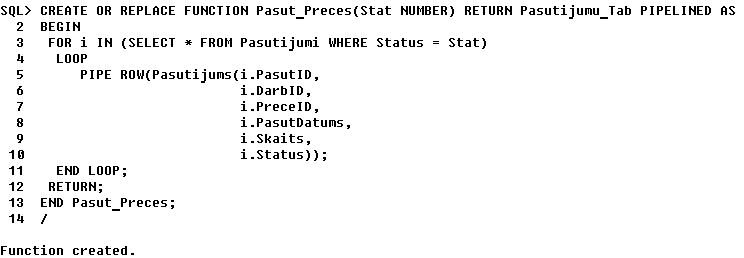 SQL> CREATE OR REPLACE FUNCTION Pasut_Preces(Stat NUMBER) RETURN Pasutijumu_Tab PIPELINED AS
  2  BEGIN
  3   FOR i IN (SELECT * FROM Pasutijumi WHERE Status = Stat)
  4    LOOP
  5       PIPE ROW(Pasutijums(i.PasutID,
  6                           i.DarbID,
  7                           i.PreceID,
  8                           i.PasutDatums,
  9                           i.Skaits,
 10                           i.Status));
 11    END LOOP;
 12   RETURN;
 13  END Pasut_Preces;
 14  /
Function created.